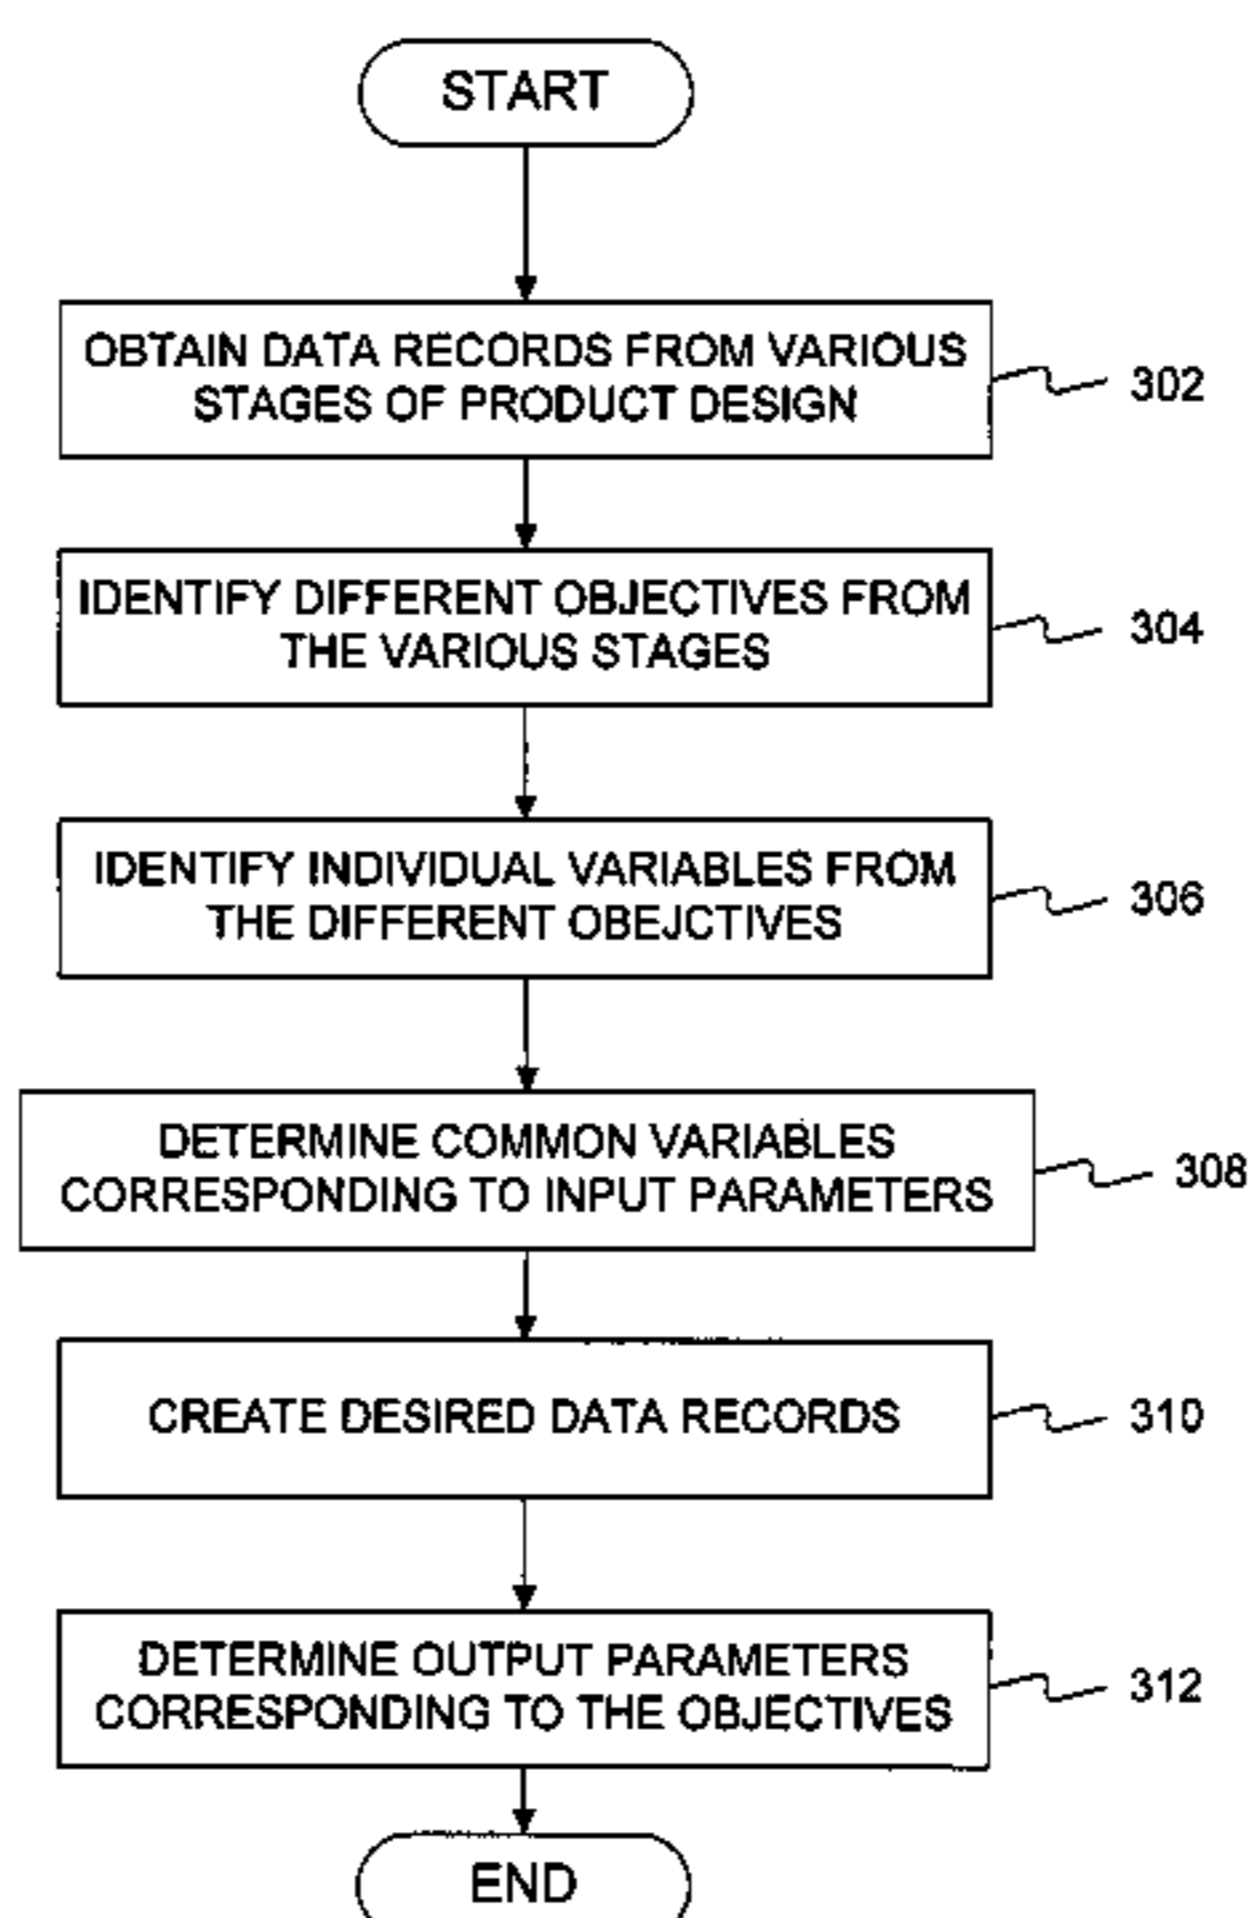 START
OBTAIN DATA RECORDS FROM VARIOUS
STAGES OF PRODUCT DESIGN
302
IDENTIFY DIFFERENT OBJECTIVES FROM
THE VARIOUS STAGES
304
IDENTIFY INDIVIDUAL VARIABLES FROM
THE DIFFERENT OBEJCTIVES
306
DETERMINE COMMON VARIABLES
CORRESPONDING TO INPUT PARAMETERS
308
CREATE DESIRED DATA RECORDS
310
DETERMINE OUTPUT PARAMETERS
CORRESPONDING TO THE OBJECTIVES
312
END